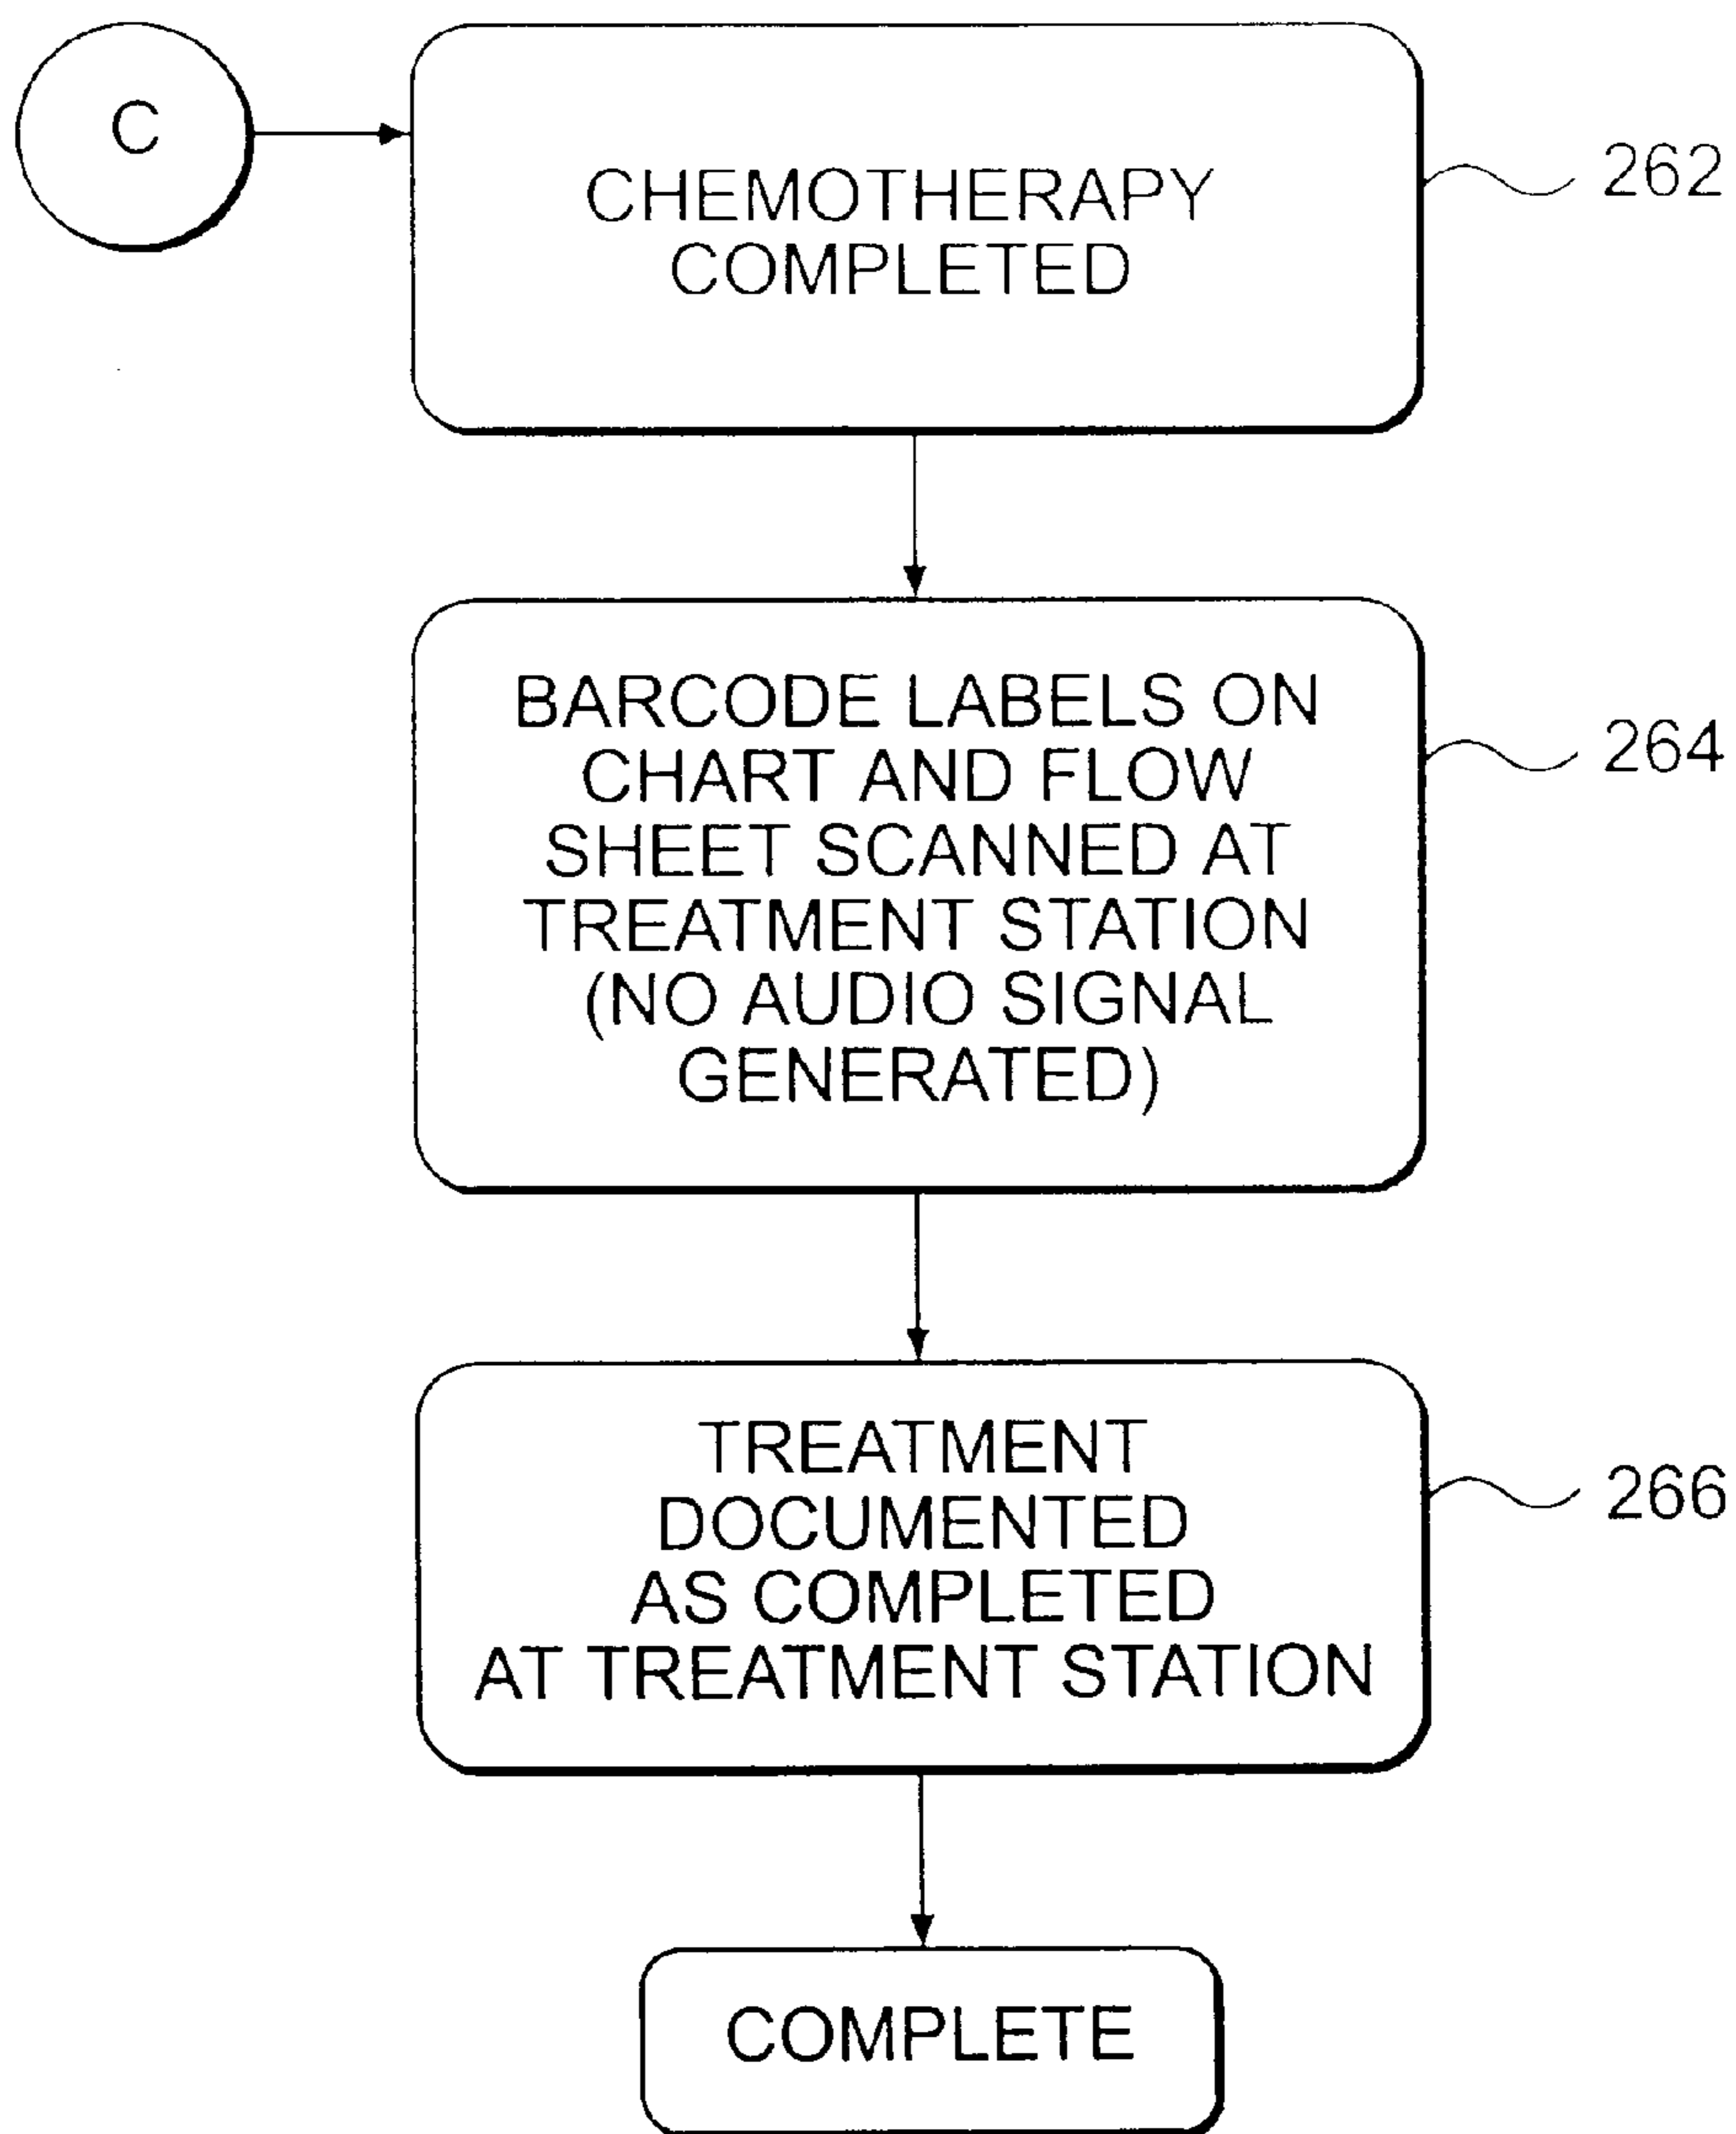 C
CHEMOTHERAPY
COMPLETED
262
BARCODE LABELS ON
CHART AND FLOW
SHEET SCANNED AT
TREATMENT STATION
(NO AUDIO SIGNAL
GENERATED)
264
TREATMENT
DOCUMENTED
AS COMPLETED
AT TREATMENT STATION
266
COMPLETE